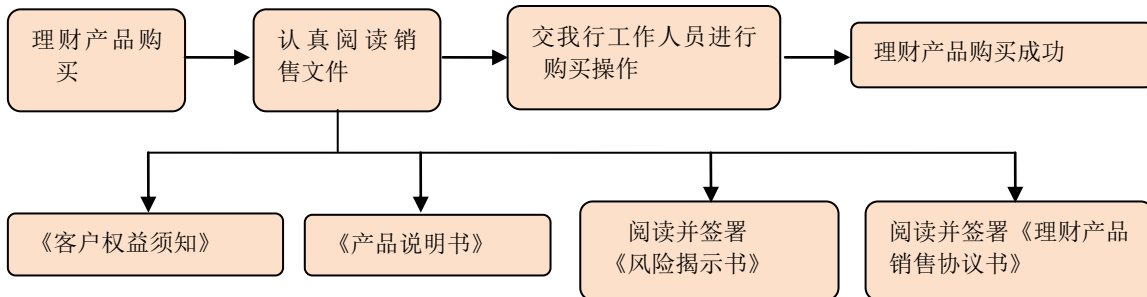 理财产品购
买
认真阅读销
售文件
交我行工作人员进行
购买操作
理财产品购买成功
《客户权益须知》
《产品说明书》
阅读并签署
《风险揭示书》
阅读并签署《理财产品
销售协议书》